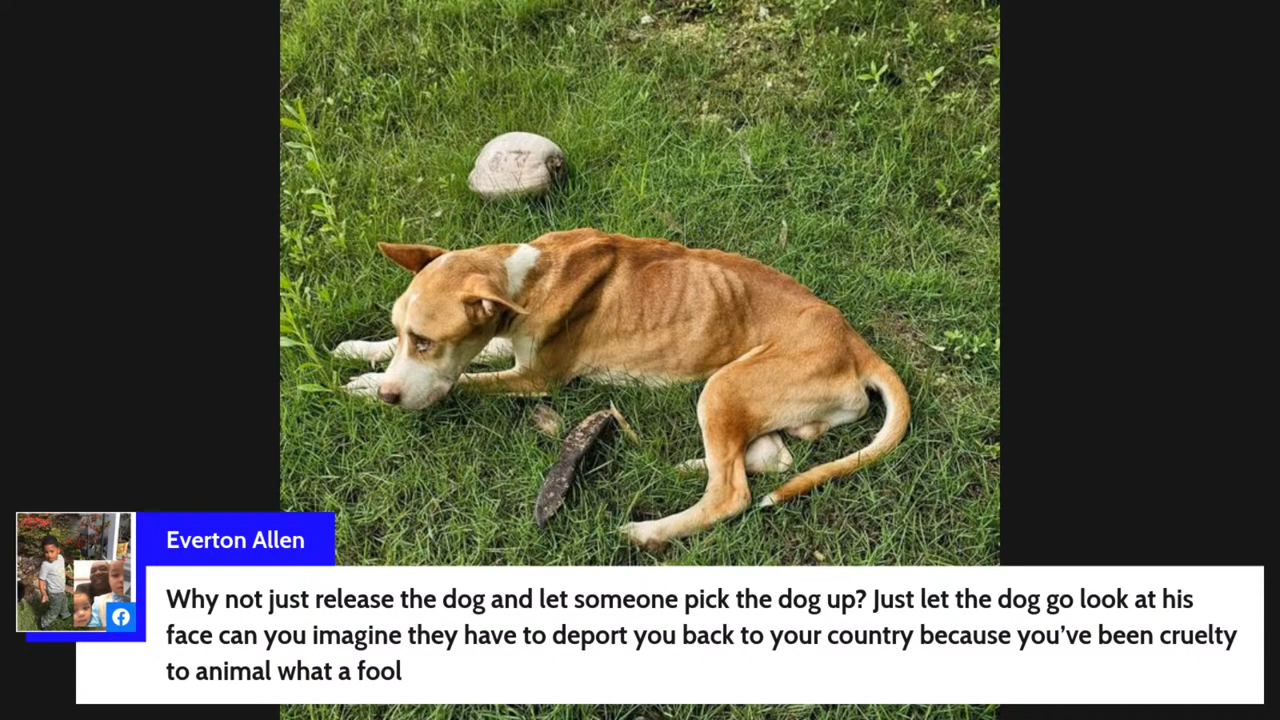 Everton Allen
Why not just release the dog and let someone pick the dog up? Just let the dog go look at his
face can you imagine they have to deport you back to your country because you’ve been cruelty
to animal what a fool